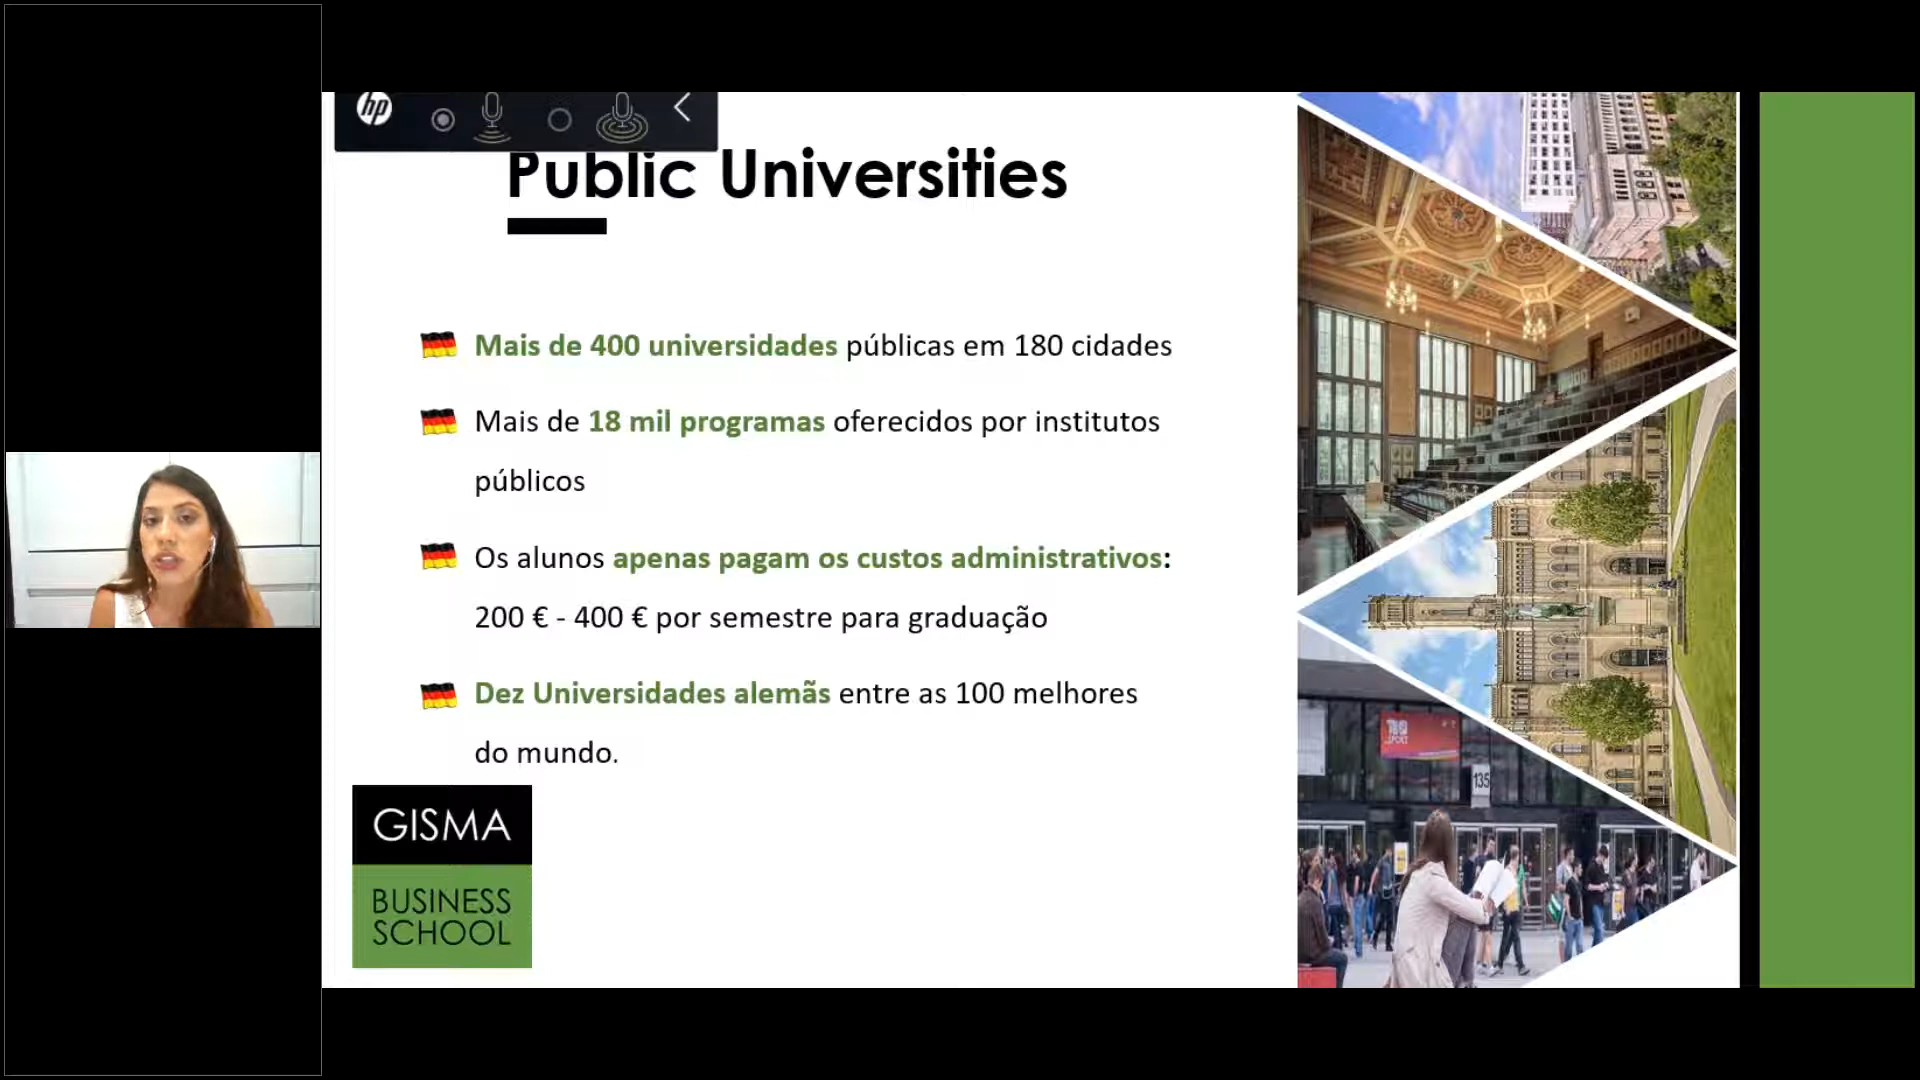 hp
Public Universities
Mais de 400 universidades públicas em 180 cidades
Mais de 18 mil programas oferecidos por institutos
públicos
Os alunos apenas pagam os custos administrativos:
200 € - 400 € por semestre para graduação
Dez Universidades alemãs entre as 100 melhores
do mundo.
GISMA
BUSINESS
SCHOOL
135